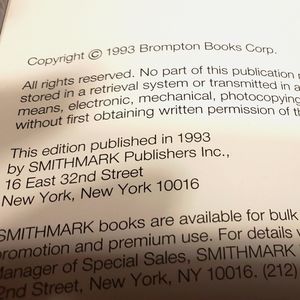 Copyright © 1993 Brompton Books Corp.
All rights reserved. No part of this publication
stored in a retrieval system or transmitted in a
means, electronic, mechanical, photocopying
without first obtaining written permission of th
This edition published in 1993
by SMITHMARK Publishers Inc.,
16 East 32nd Street
New York, New York 10016
SMITHMARK books are available for bulk
promotion and premium use. For details
Manager of Special Sales, SMITHMARK
2nd Street, New York, NY 10016. (212)